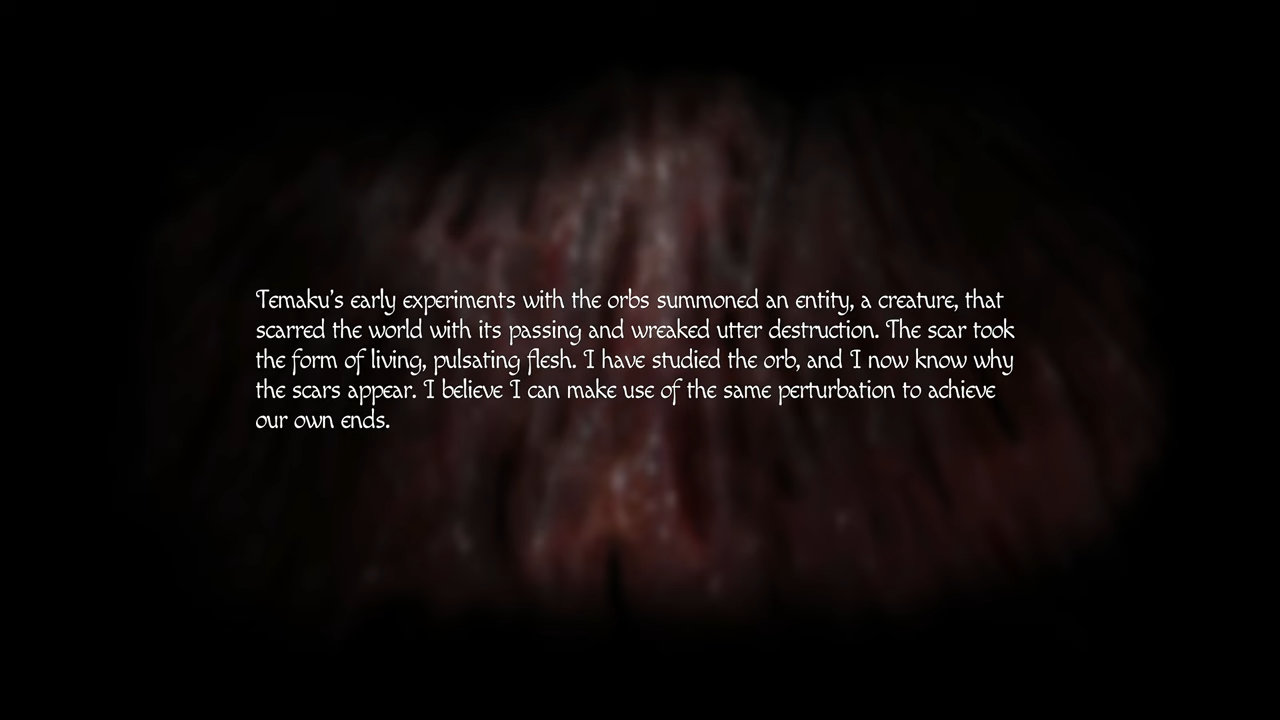 Temaku's early experiments with the orbs summoned an entity, a creature, that
scarred the world with its passing and wreaked utter destruction. The scar took
the form of living, pulsating flesh. I have studied the orb, and I now know why
the scars appear. I believe I can make use of the same perturbation to achieve
our own ends.